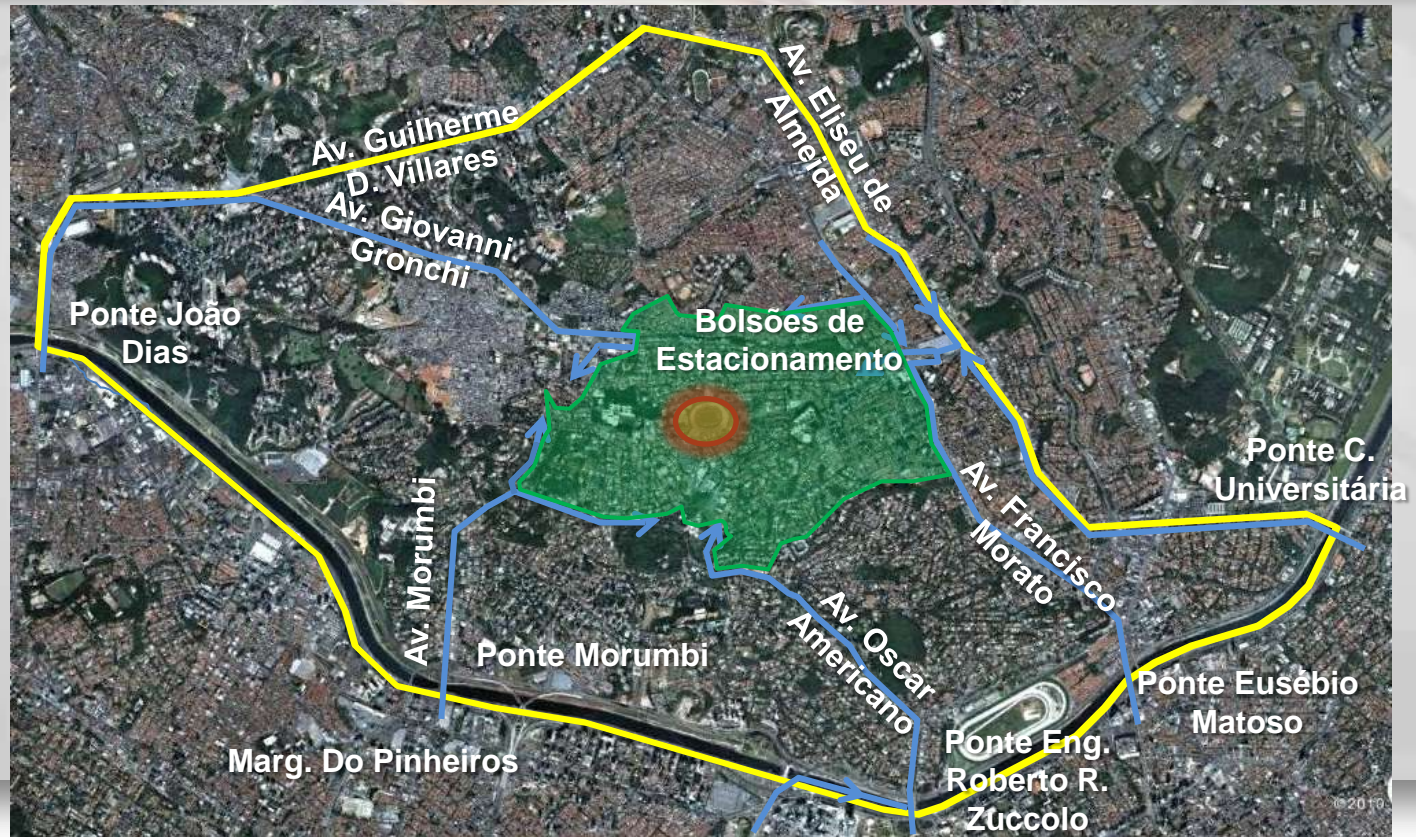 Av. Eliseu de
Almeida
Av. Guilherme
D. Villares
Av. Giovanni
Gronchi
Ponte João
Dias
Bolsões de
Estacionamento
Ponte C.
Universitária
Av. Francisco
Morato
Av. Morumbi
Av. Oscar
Americano
Ponte Morumbi
Ponte Eusébio
Matoso
Marg. Do Pinheiros
Ponte Eng.
Roberto R.
Zuccolo
©2010